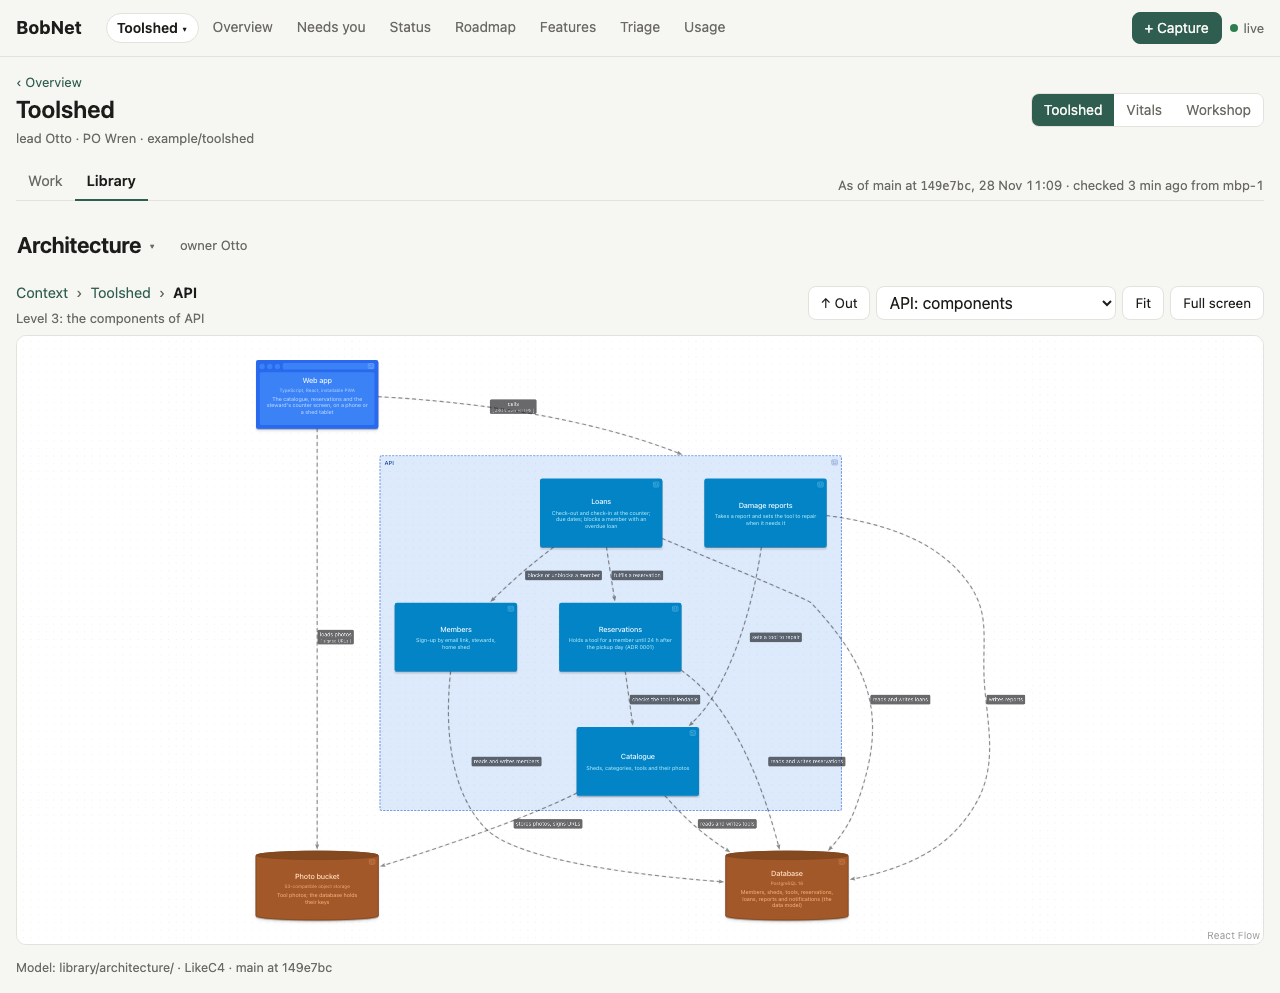 BobNet
Toolshed ▾
Overview
Needs you
Status
Roadmap
Features
Triage
Usage
+ Capture
live
‹ Overview
Toolshed
lead Otto · PO Wren · example/toolshed
Toolshed
Vitals
Workshop
Work
Library
As of main at 149e7bc, 28 Nov 11:09 · checked 3 min ago from mbp-1
Architecture ▾
owner Otto
Context › Toolshed › API
Level 3: the components of API
↑ Out
API: components
Fit
Full screen
Web app
TypeScript, React, installable PWA
The catalogue, reservations and the
steward's counter screen, on a phone or
a shed tablet
calls
API
Loans
Check-out and check-in at the counter;
due dates; blocks a member with an
overdue loan
Damage reports
Takes a report and sets the tool to repair
when it needs it
blocks or unblocks a member
fulfils a reservation
Members
Sign-up by email link, stewards,
home shed
Reservations
Holds a tool for a member until 24 h after
the pickup day (ADR 0001)
loads photos
sets a tool to repair
checks the tool is lendable
reads and writes loans
writes reports
Catalogue
Sheds, categories, tools and their photos
reads and writes members
reads and writes reservations
stores photos, signs URLs
reads and writes tools
Photo bucket
S3-compatible object storage
Tool photos; the database holds
their keys
Database
PostgreSQL 16
Members, sheds, tools, reservations,
loans, reports and notifications (the
data model)
React Flow
Model: library/architecture/ · LikeC4 · main at 149e7bc